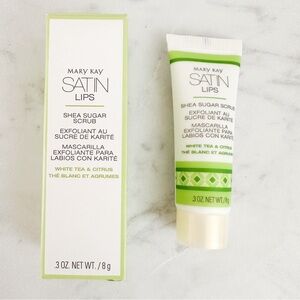 MARY KAY
SATIN
LIPS
SHEA SUGAR
SCRUB
EXFOLIANT AU
SUCRE DE KARITÉ
MASCARILLA
EXFOLIANTE PARA
LABIOS CON KARITÉ
WHITE TEA & CITRUS
THÉ BLANC ET AGRUMES
.3 OZ. NET WT. / 8 g
MARY KAY
SATIN
LIPS
SHEA SUGAR SCRUB
EXFOLIANT AU
SUCRE DE KARITÉ
MASCARILLA
EXFOLIANTE PARA
LABIOS CON KARITÉ
WHITE TEA & CITRUS
THÉ BLANC ET AGRUMES
.3 OZ. NET WT. / 8 g